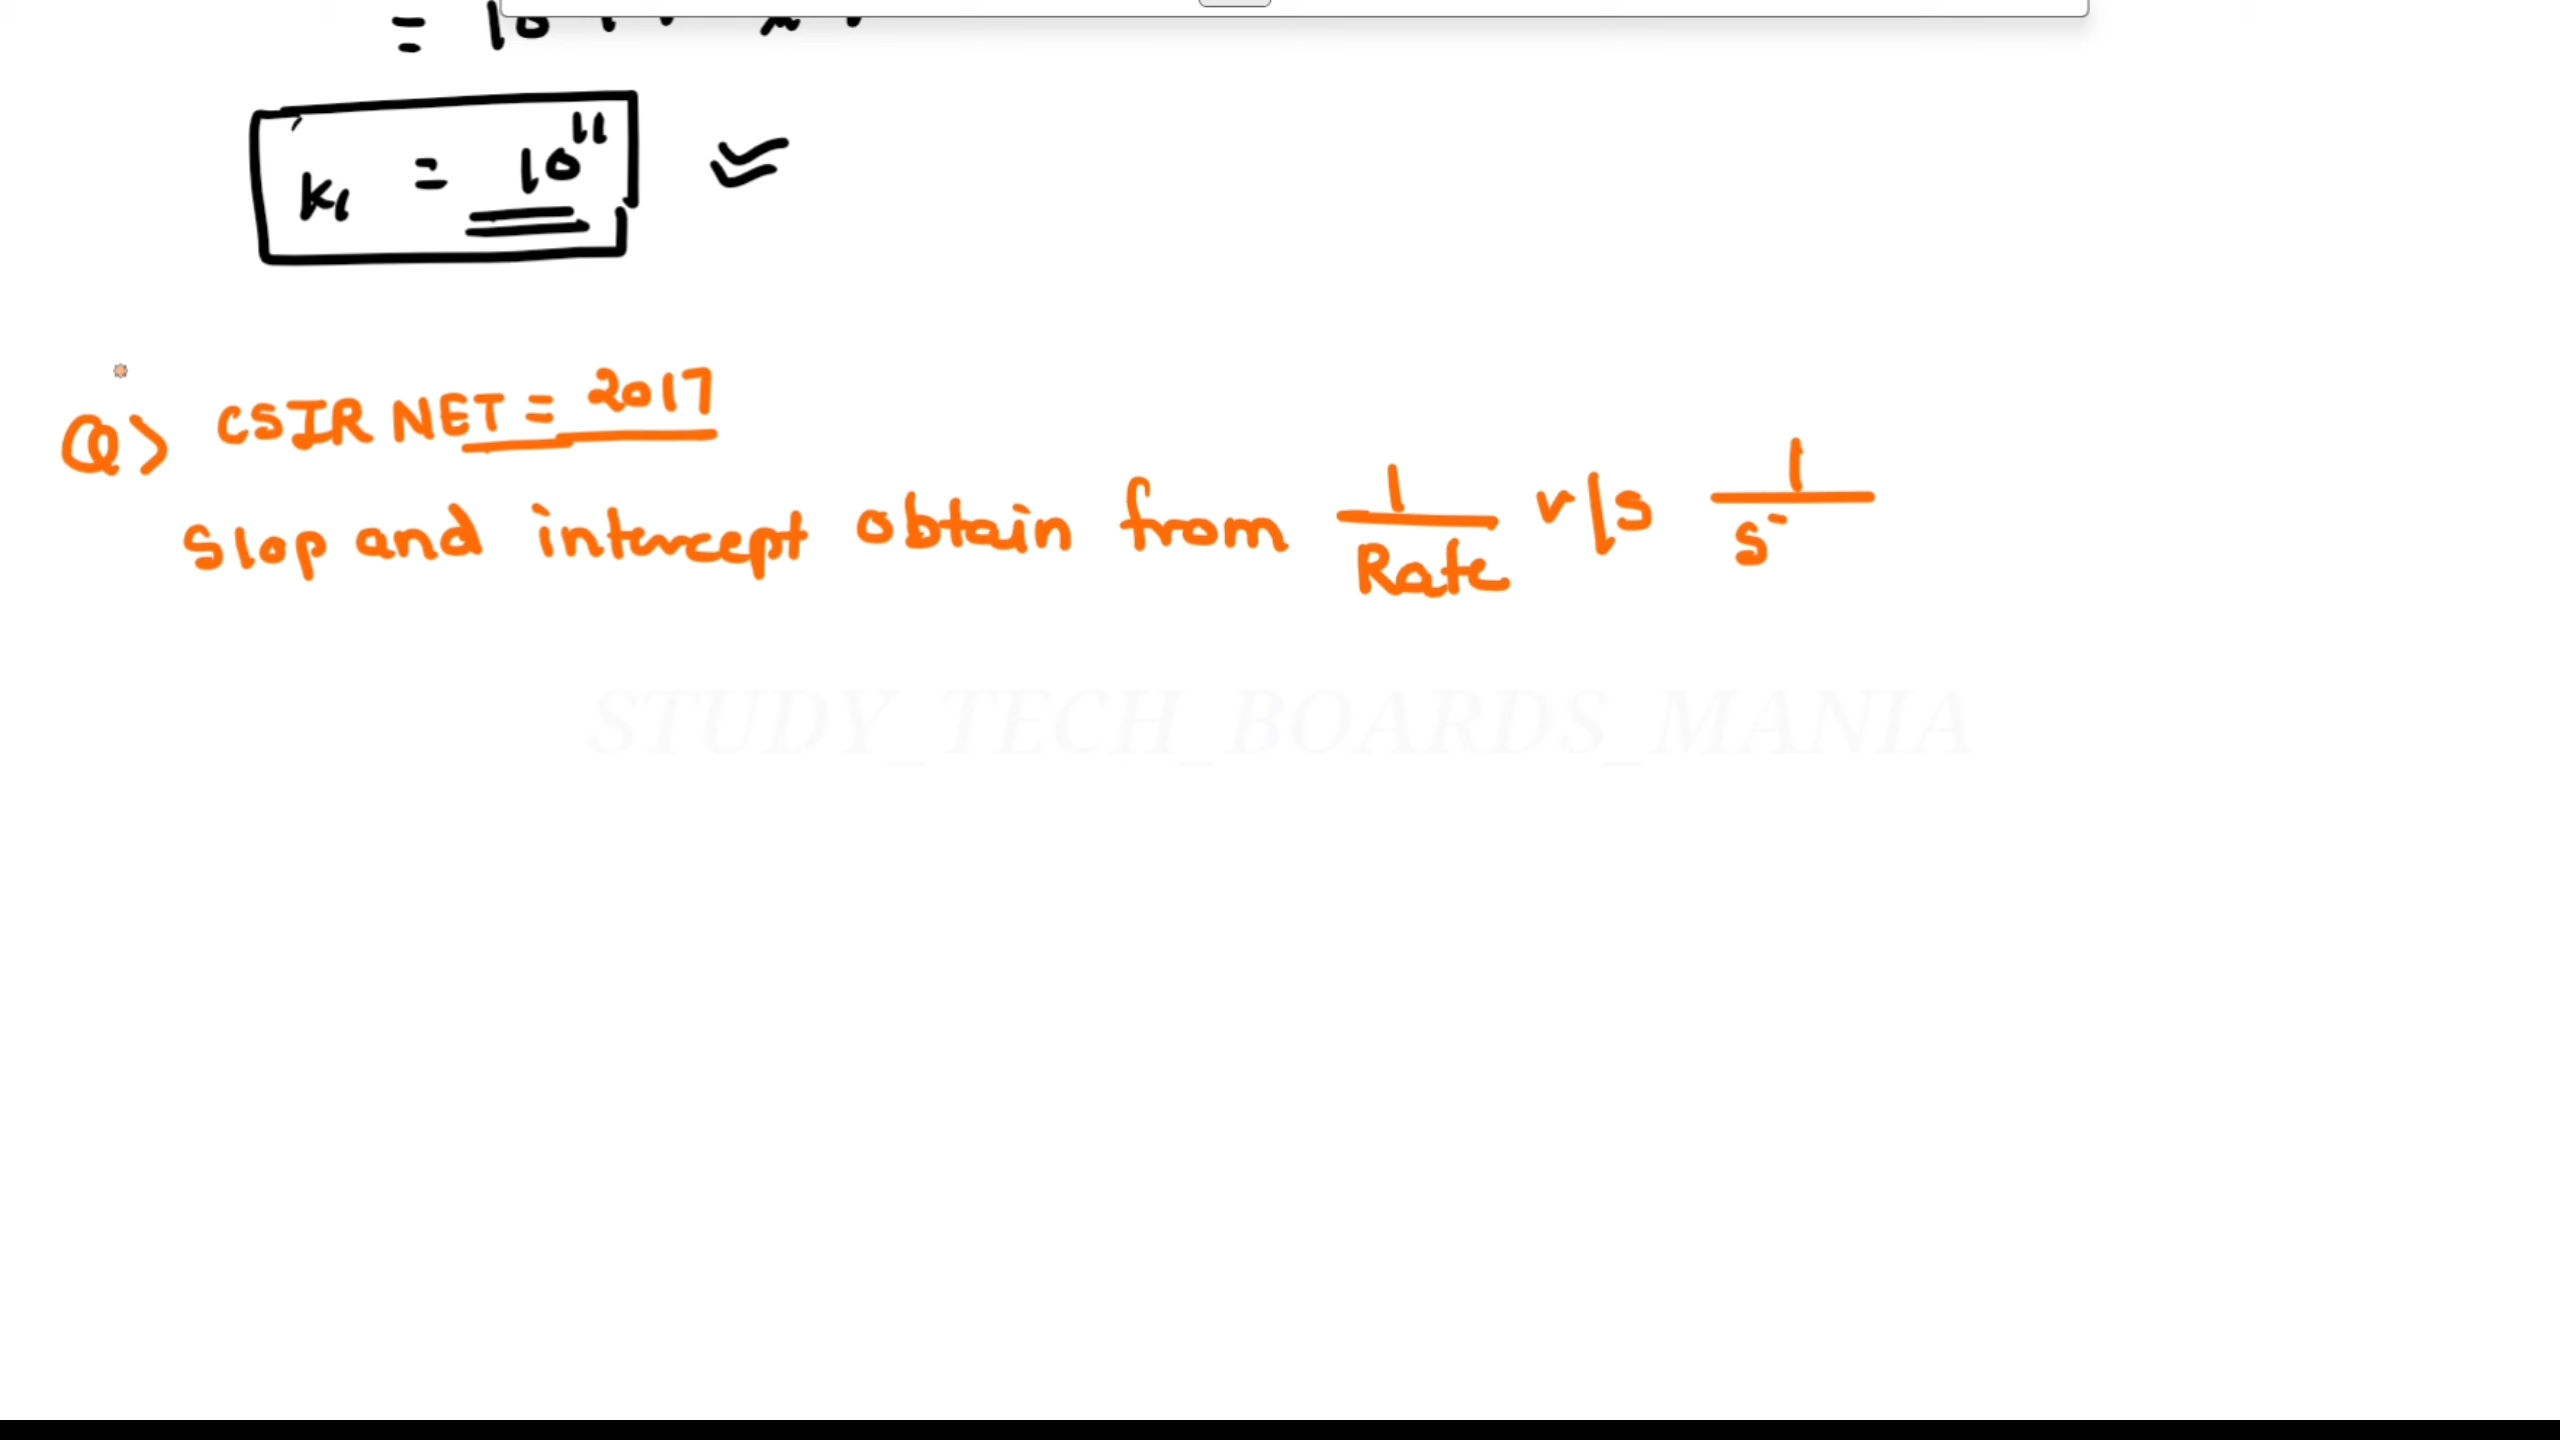 k₁ = 10¹¹
Q> CSIR NET = 2017
Slop and intercept obtain from 1/Rate v/s 1/s
STUDY_TECH_BOARDS_MANIA